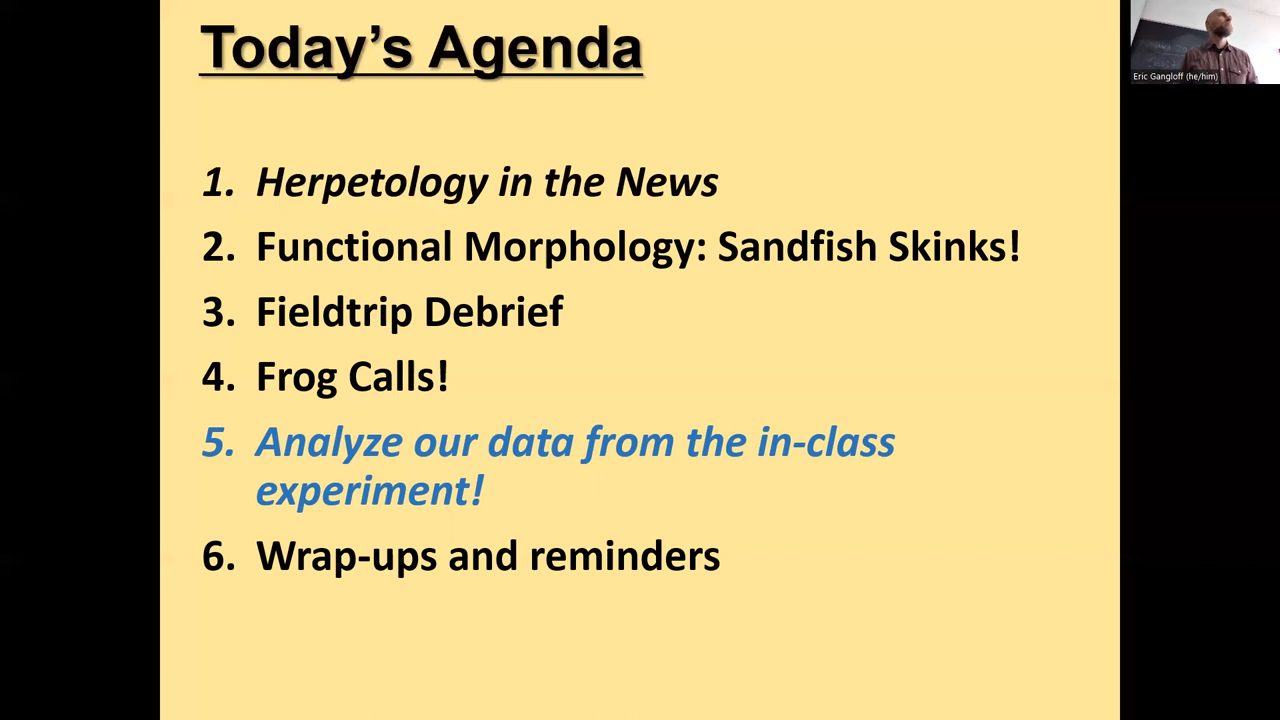 Today’s Agenda
Eric Gangloff (he/him)
1. Herpetology in the News
2. Functional Morphology: Sandfish Skinks!
3. Fieldtrip Debrief
4. Frog Calls!
5. Analyze our data from the in-class
experiment!
6. Wrap-ups and reminders